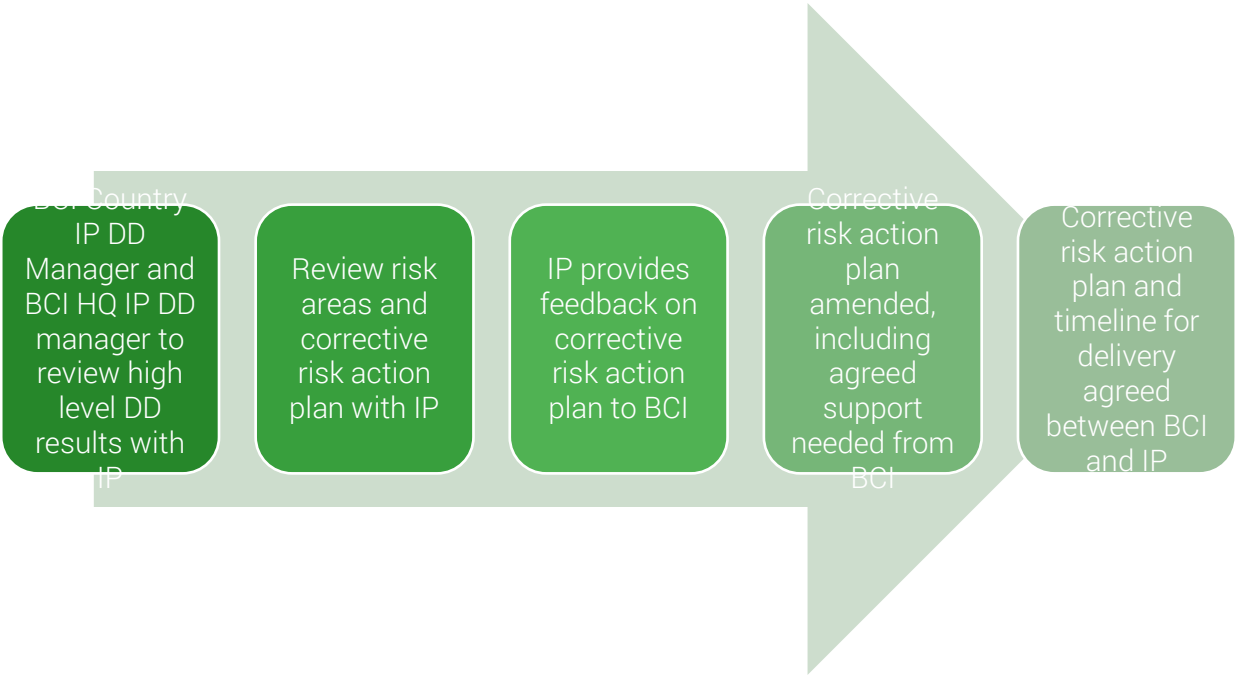 BCI Country
IP DD
Manager and
BCI HQ IP DD
manager to
review high
level DD
results with
IP
Review risk
areas and
corrective
risk action
plan with IP
IP provides
feedback on
corrective
risk action
plan to BCI
Corrective
risk action
plan
amended,
including
agreed
support
needed from
BCI
Corrective
risk action
plan and
timeline for
delivery
agreed
between BCI
and IP